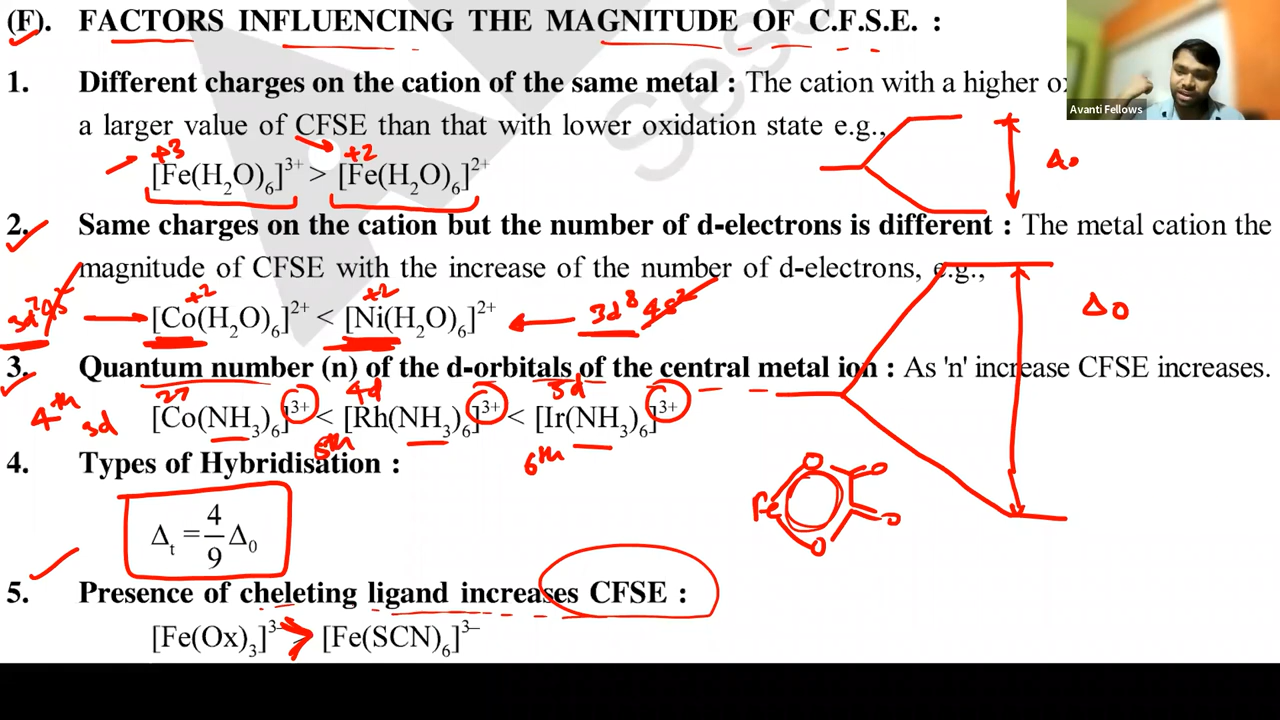 (F). FACTORS INFLUENCING THE MAGNITUDE OF C.F.S.E. :
Avanti Fellows
1. Different charges on the cation of the same metal : The cation with a higher
a larger value of CFSE than that with lower oxidation state e.g.,
+3 +2
[Fe(H₂O)₆]³⁺ > [Fe(H₂O)₆]²⁺
Δ₀
2. Same charges on the cation but the number of d-electrons is different : The metal cation the
magnitude of CFSE with the increase of the number of d-electrons, e.g.,
+2 +2
3d⁷ 4s² [Co(H₂O)₆]²⁺ < [Ni(H₂O)₆]²⁺ 3d⁸ 4s²
Δ0
3. Quantum number (n) of the d-orbitals of the central metal ion : As 'n' increase CFSE increases.
27 4d 5d
4th 3d [Co(NH₃)₆]³⁺ < [Rh(NH₃)₆]³⁺ < [Ir(NH₃)₆]³⁺
5th 6th
4. Types of Hybridisation :
Δₜ = 4/9 Δ₀
Fe O O O O
5. Presence of cheleting ligand increases CFSE :
[Fe(Ox)₃]³⁻ > [Fe(SCN)₆]³⁻